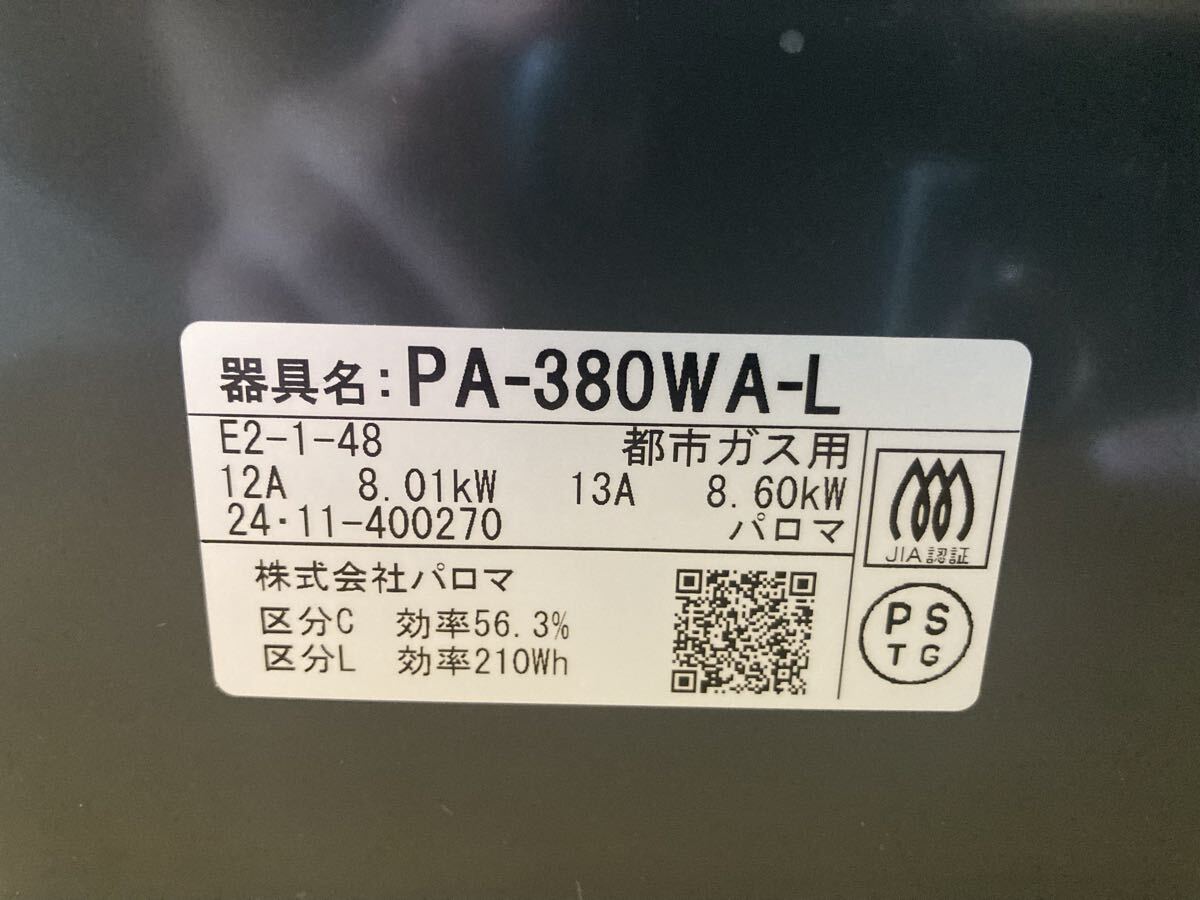 器具名:PA-380WA-L
E2-1-48 都市ガス用
12A 8.01kW 13A 8.60kW
24・11-400270 パロマ
JIA認証
株式会社パロマ
区分C 効率56.3%
区分L 効率210Wh
PS
TG